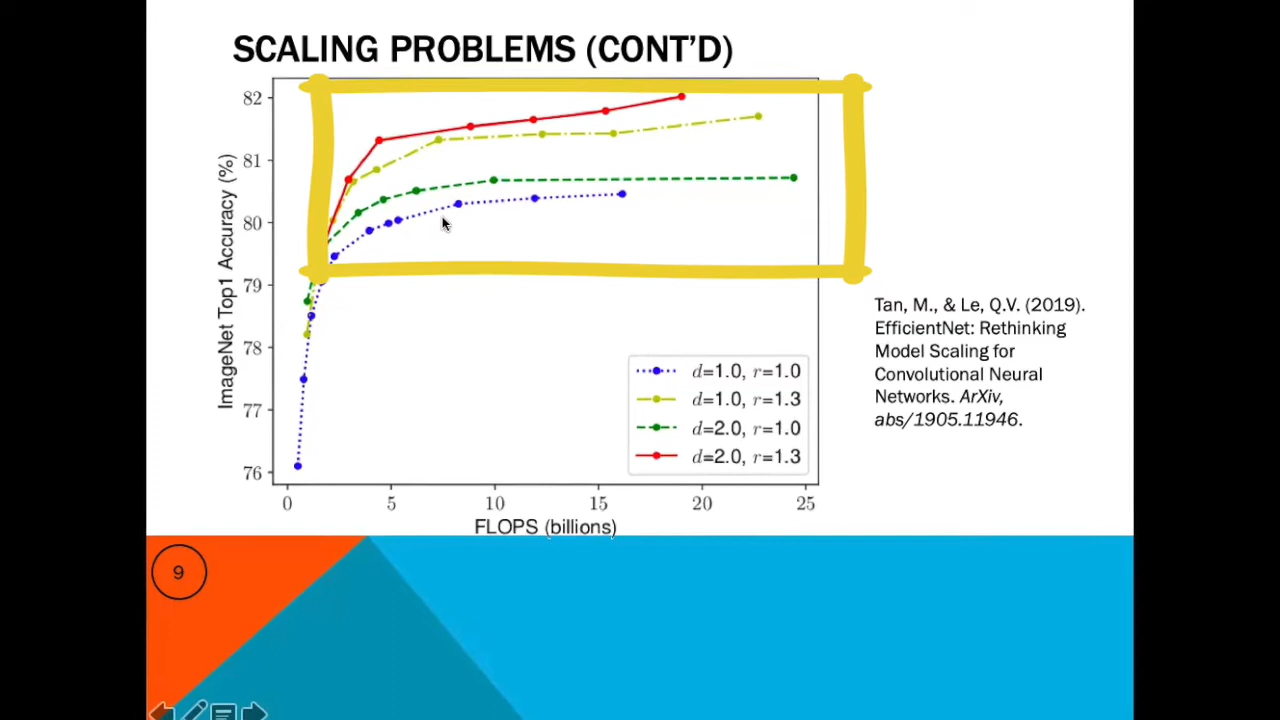 SCALING PROBLEMS (CONT'D)
82
81
80
79
78
77
76
ImageNet Top1 Accuracy (%)
d=1.0, r=1.0
d=1.0, r=1.3
d=2.0, r=1.0
d=2.0, r=1.3
0 5 10 15 20 25
FLOPS (billions)
Tan, M., & Le, Q.V. (2019).
EfficientNet: Rethinking
Model Scaling for
Convolutional Neural
Networks. ArXiv,
abs/1905.11946.
9